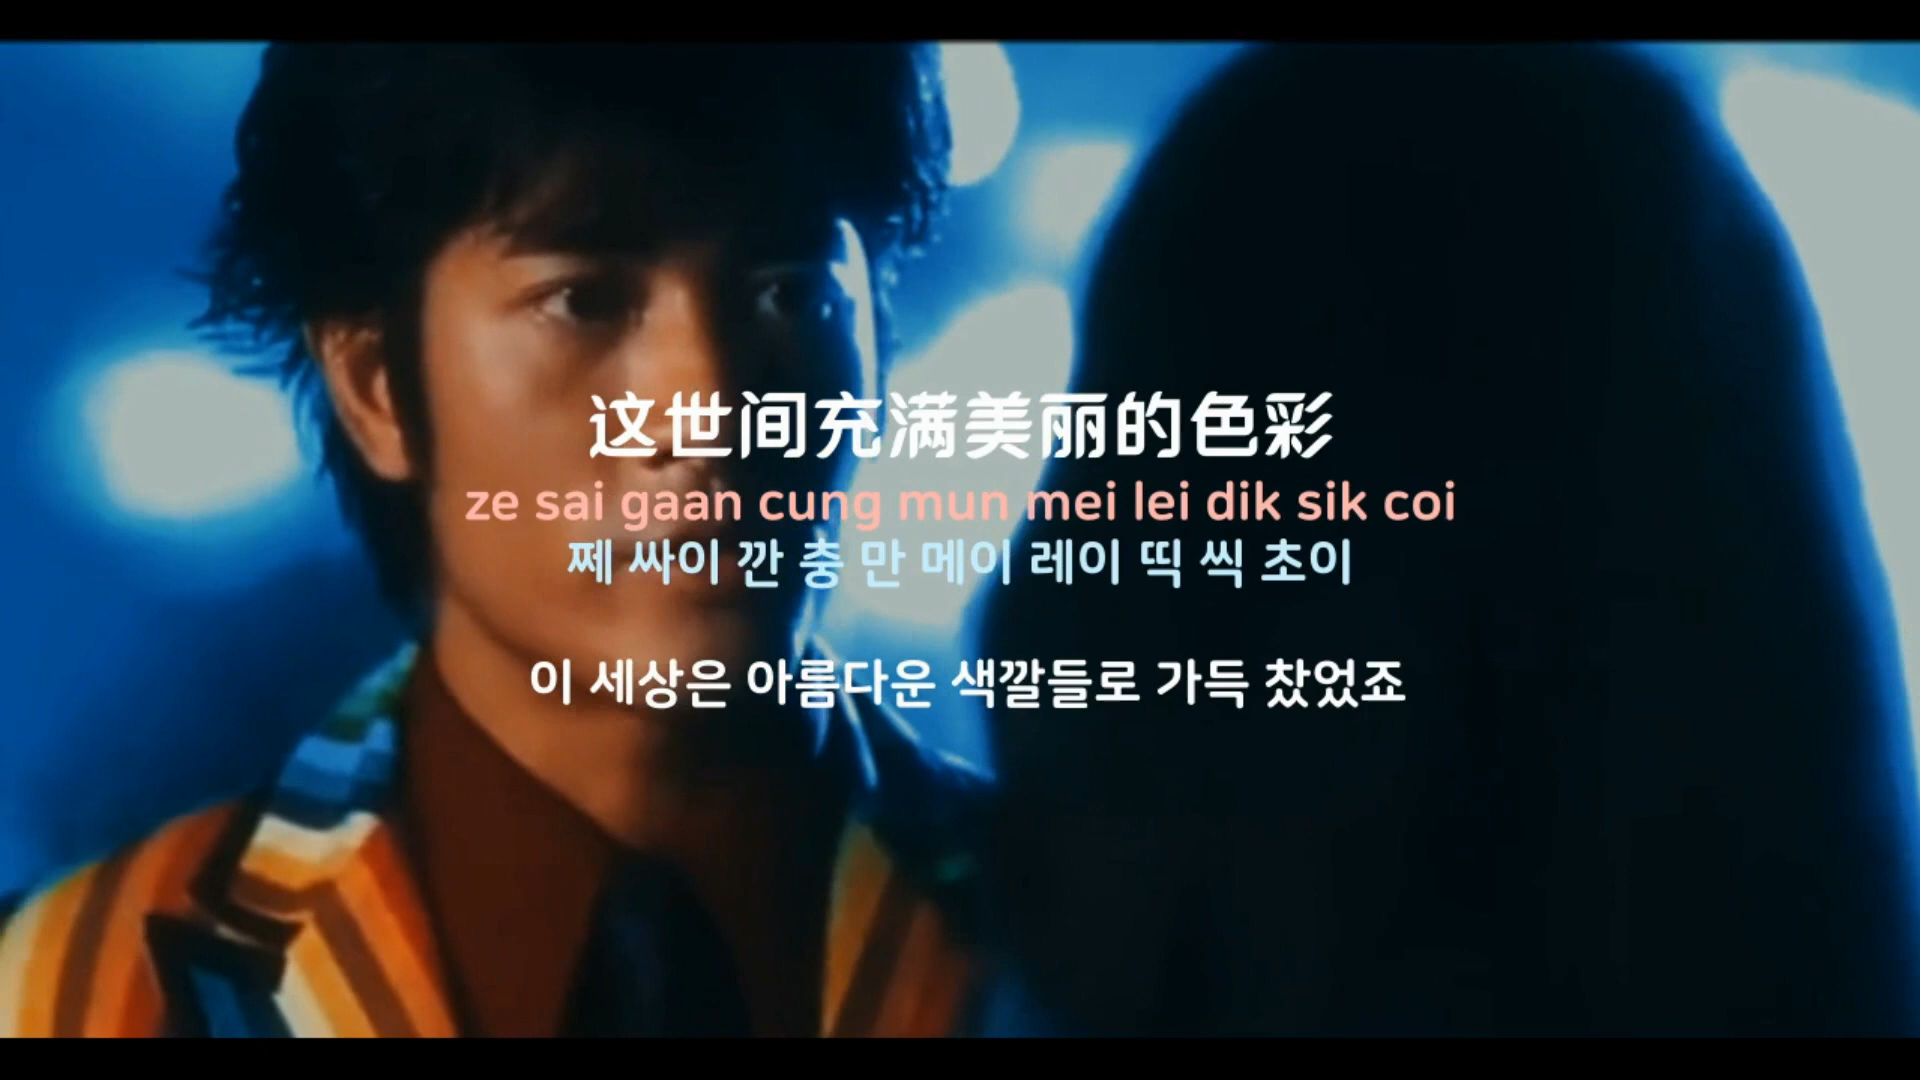 这世间充满美丽的色彩
ze sai gaan cung mun mei lei dik sik coi
쩨 싸이 깐 충 만 메이 레이 띡 씩 초이
이 세상은 아름다운 색깔들로 가득 찼었죠